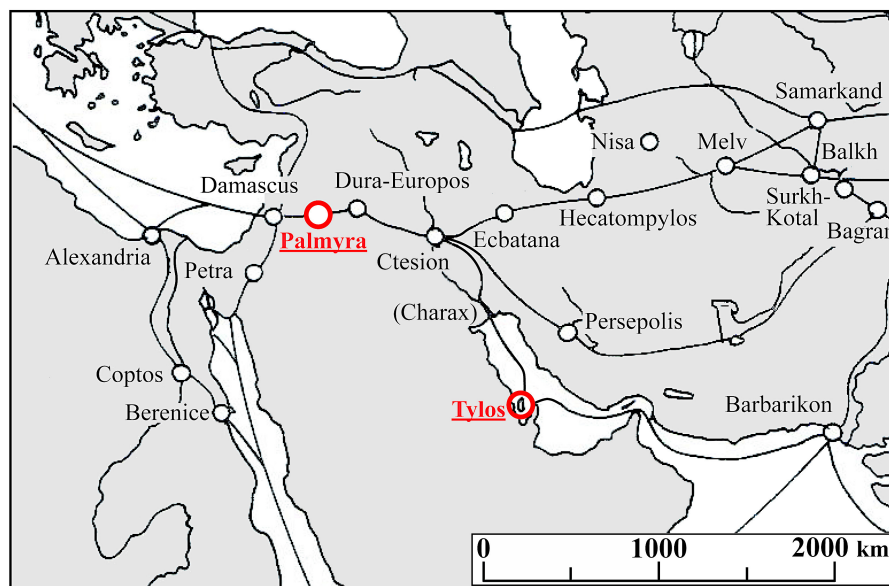 Samarkand
Nisa
Melv
Balkh
Damascus
Dura-Europos
Surkh-
Kotal
Hecatompylos
Ecbatana
Bagran
Palmyra
Alexandria
Ctesion
Petra
(Charax)
Persepolis
Coptos
Berenice
Tylos
Barbarikon
0 1000 2000 km